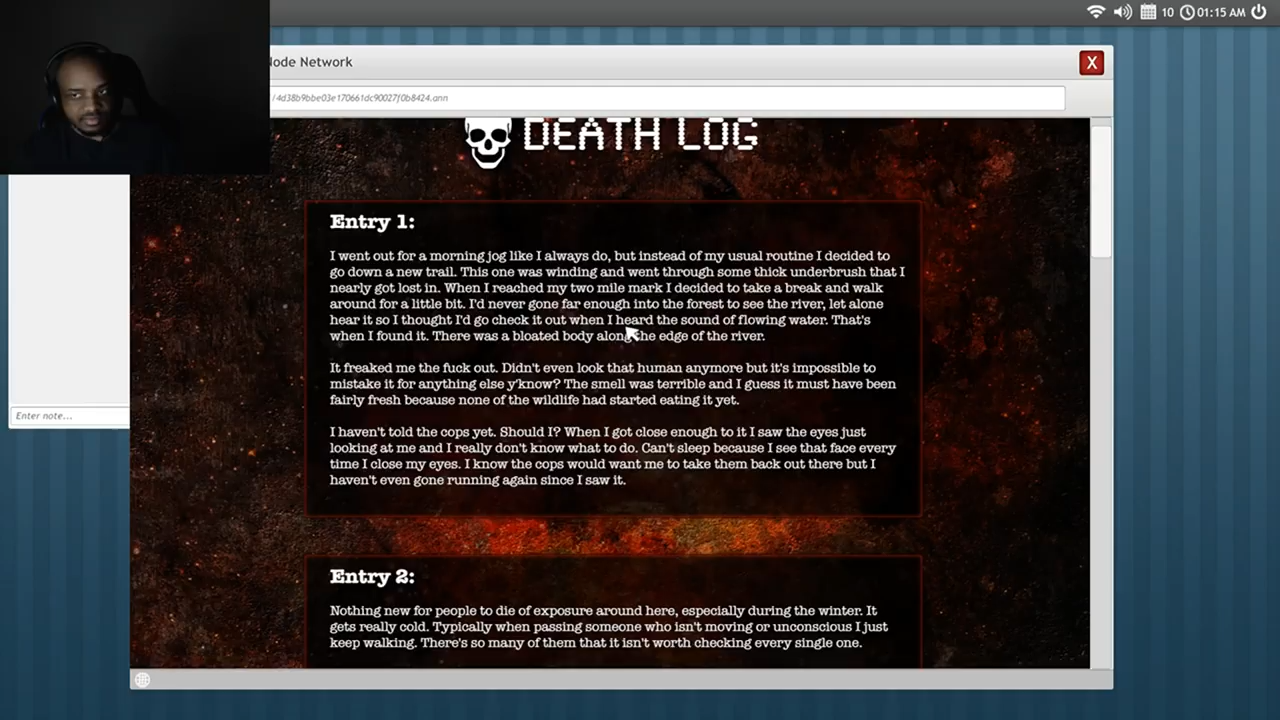 10 01:15 AM
Node Network
X
/4d38b9bbe03e170661dc90027f0b8424.ann
DEATH LOG
Entry 1:
I went out for a morning jog like I always do, but instead of my usual routine I decided to
go down a new trail. This one was winding and went through some thick underbrush that I
nearly got lost in. When I reached my two mile mark I decided to take a break and walk
around for a little bit. I'd never gone far enough into the forest to see the river, let alone
hear it so I thought I'd go check it out when I heard the sound of flowing water. That's
when I found it. There was a bloated body along the edge of the river.
It freaked me the fuck out. Didn't even look that human anymore but it's impossible to
mistake it for anything else y'know? The smell was terrible and I guess it must have been
fairly fresh because none of the wildlife had started eating it yet.
I haven't told the cops yet. Should I? When I got close enough to it I saw the eyes just
looking at me and I really don't know what to do. Can't sleep because I see that face every
time I close my eyes. I know the cops would want me to take them back out there but I
haven't even gone running again since I saw it.
Enter note...
Entry 2:
Nothing new for people to die of exposure around here, especially during the winter. It
gets really cold. Typically when passing someone who isn't moving or unconscious I just
keep walking. There's so many of them that it isn't worth checking every single one.